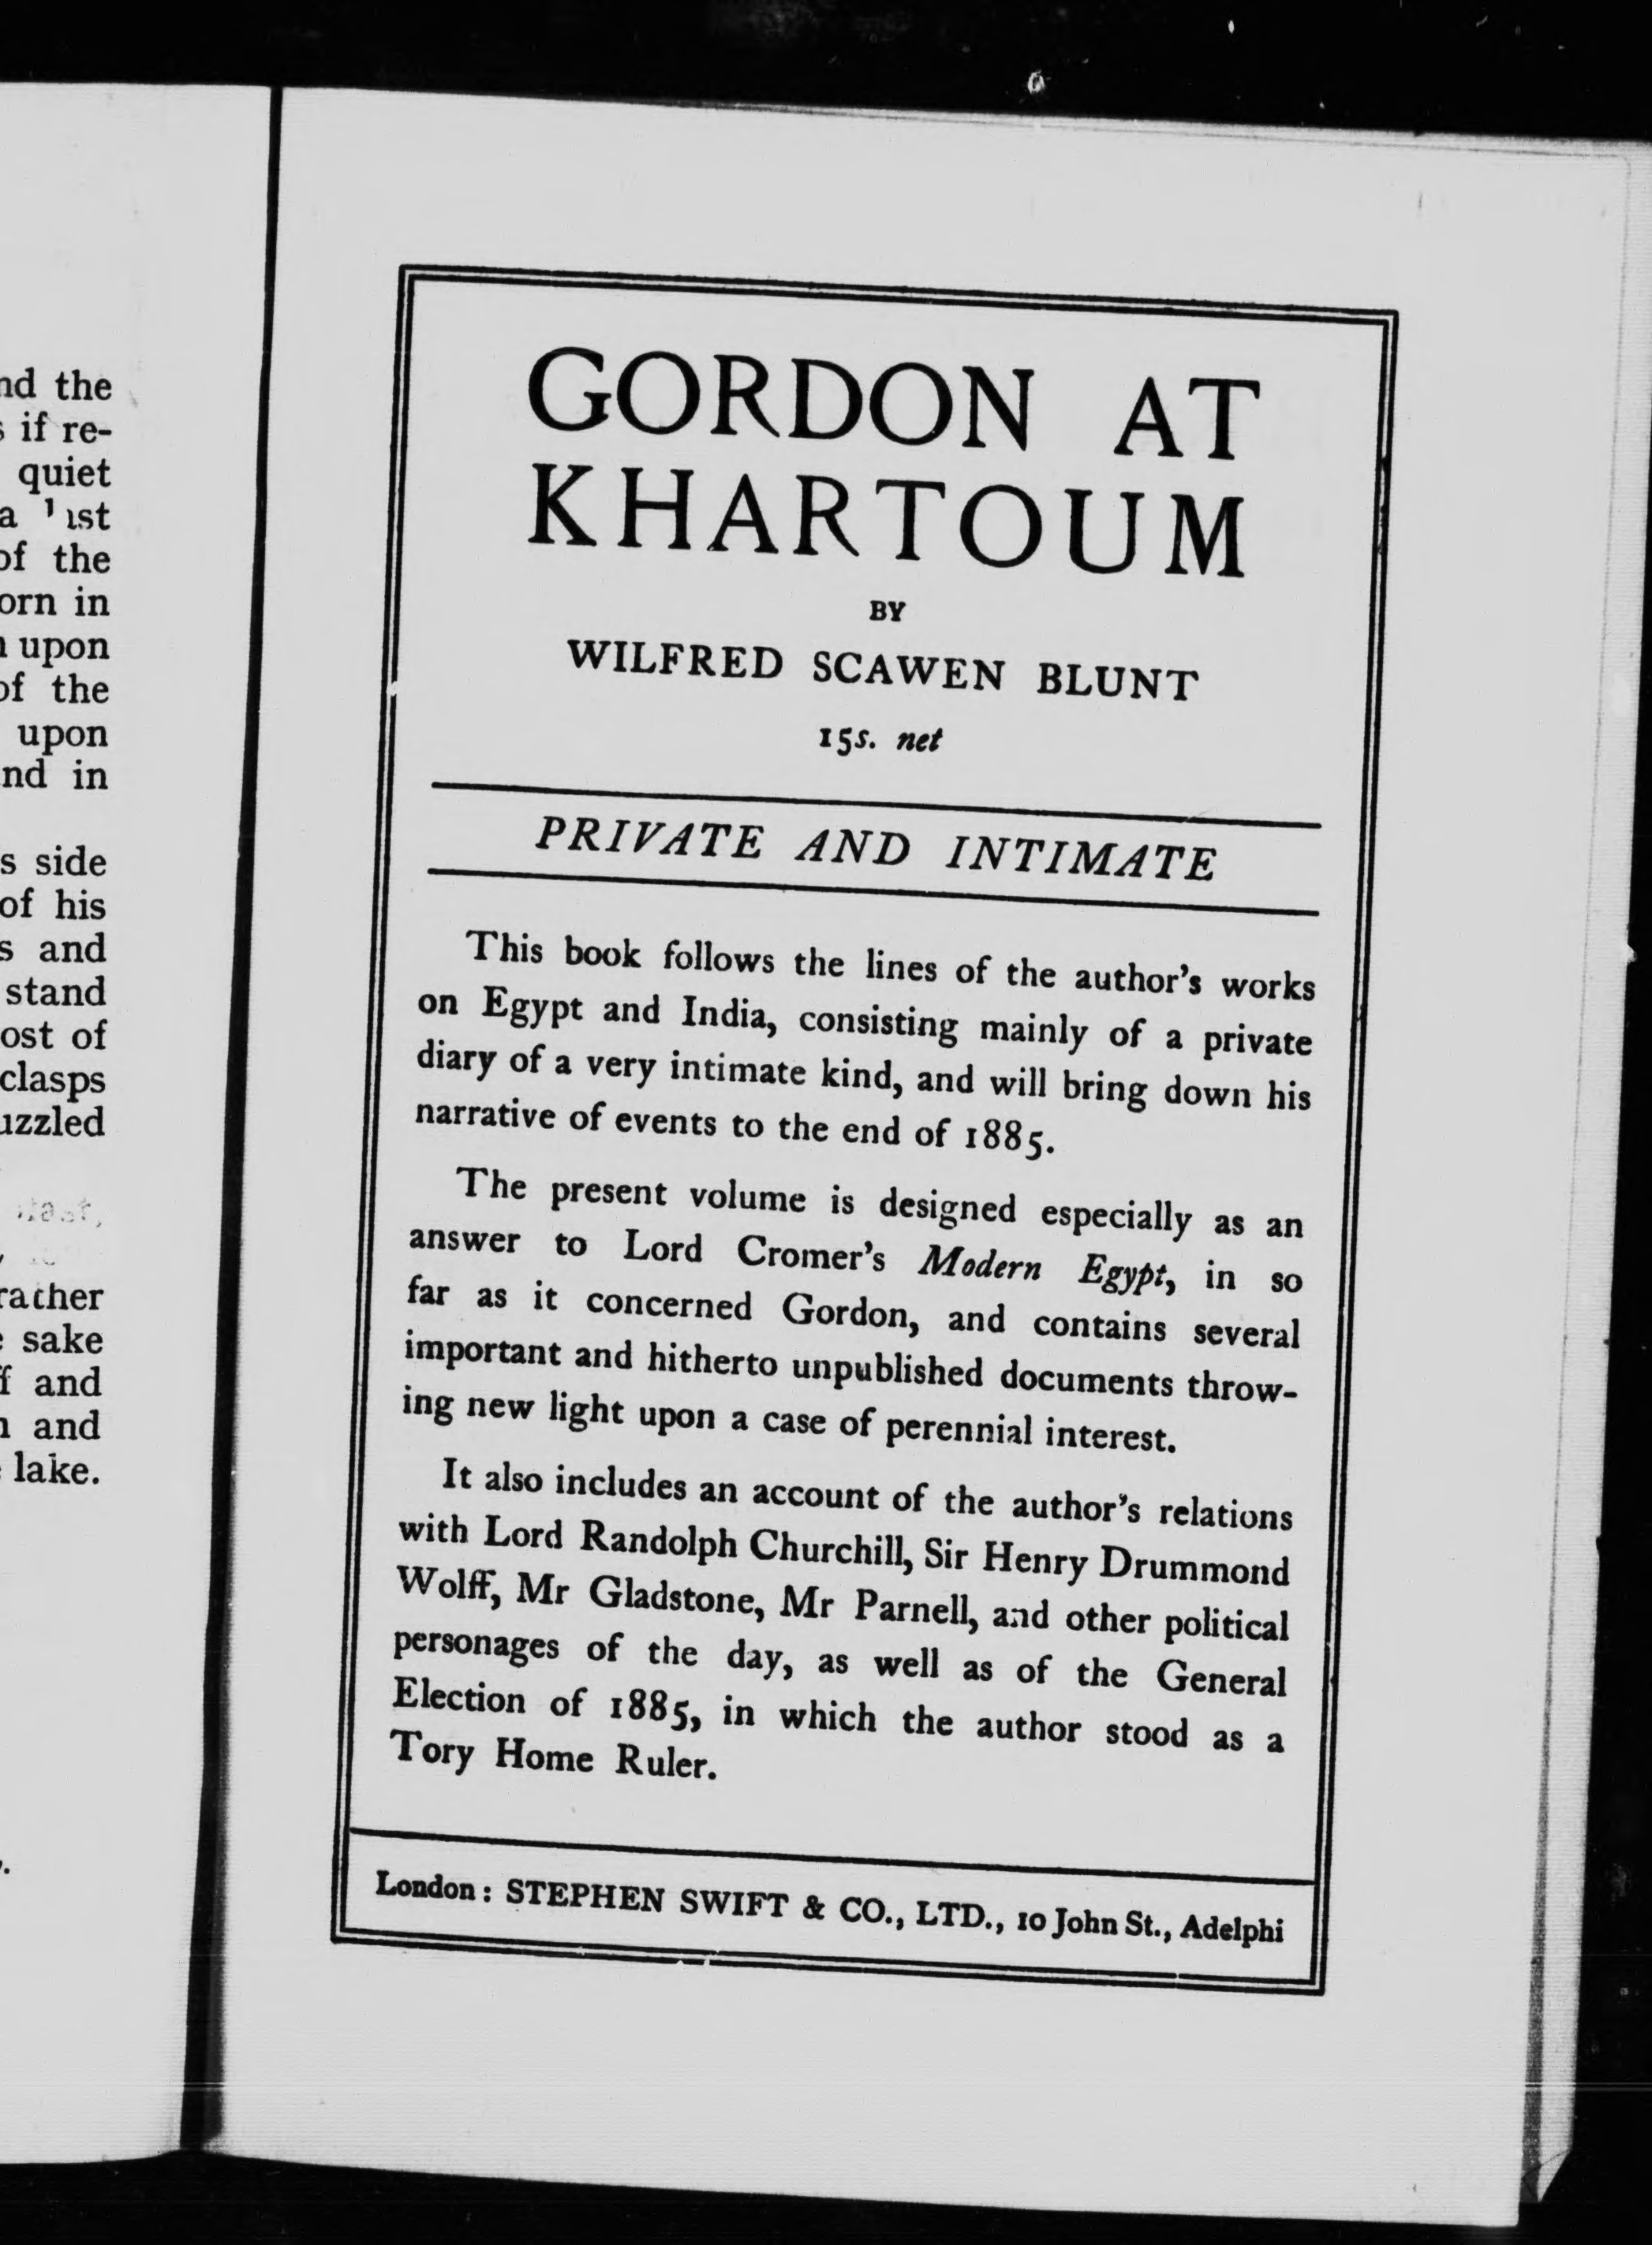 nd the
if re-
quiet
a
of the
orn in
upon
of the
upon
nd in
s side
of his
s and
stand
ost of
clasps
uzzled
rather
sake
f and
and
lake.
GORDON AT
KHARTOUM
BY
WILFRED SCAWEN BLUNT
15s. net
PRIVATE AND INTIMATE
This book follows the lines of the author's works
on Egypt and India, consisting mainly of a private
diary of a very intimate kind, and will bring down his
narrative of events to the end of 1885.
The present volume is designed especially as an
answer to Lord Cromer's Modern Egypt, in so
far as it concerned Gordon, and contains several
important and hitherto unpublished documents throw-
ing new light upon a case of perennial interest.
It also includes an account of the author's relations
with Lord Randolph Churchill, Sir Henry Drummond
Wolff, Mr Gladstone, Mr Parnell, and other political
personages of the day, as well as of the General
Election of 1885, in which the author stood as a
Tory Home Ruler.
London: STEPHEN SWIFT & CO., LTD., 10 John St., Adelphi